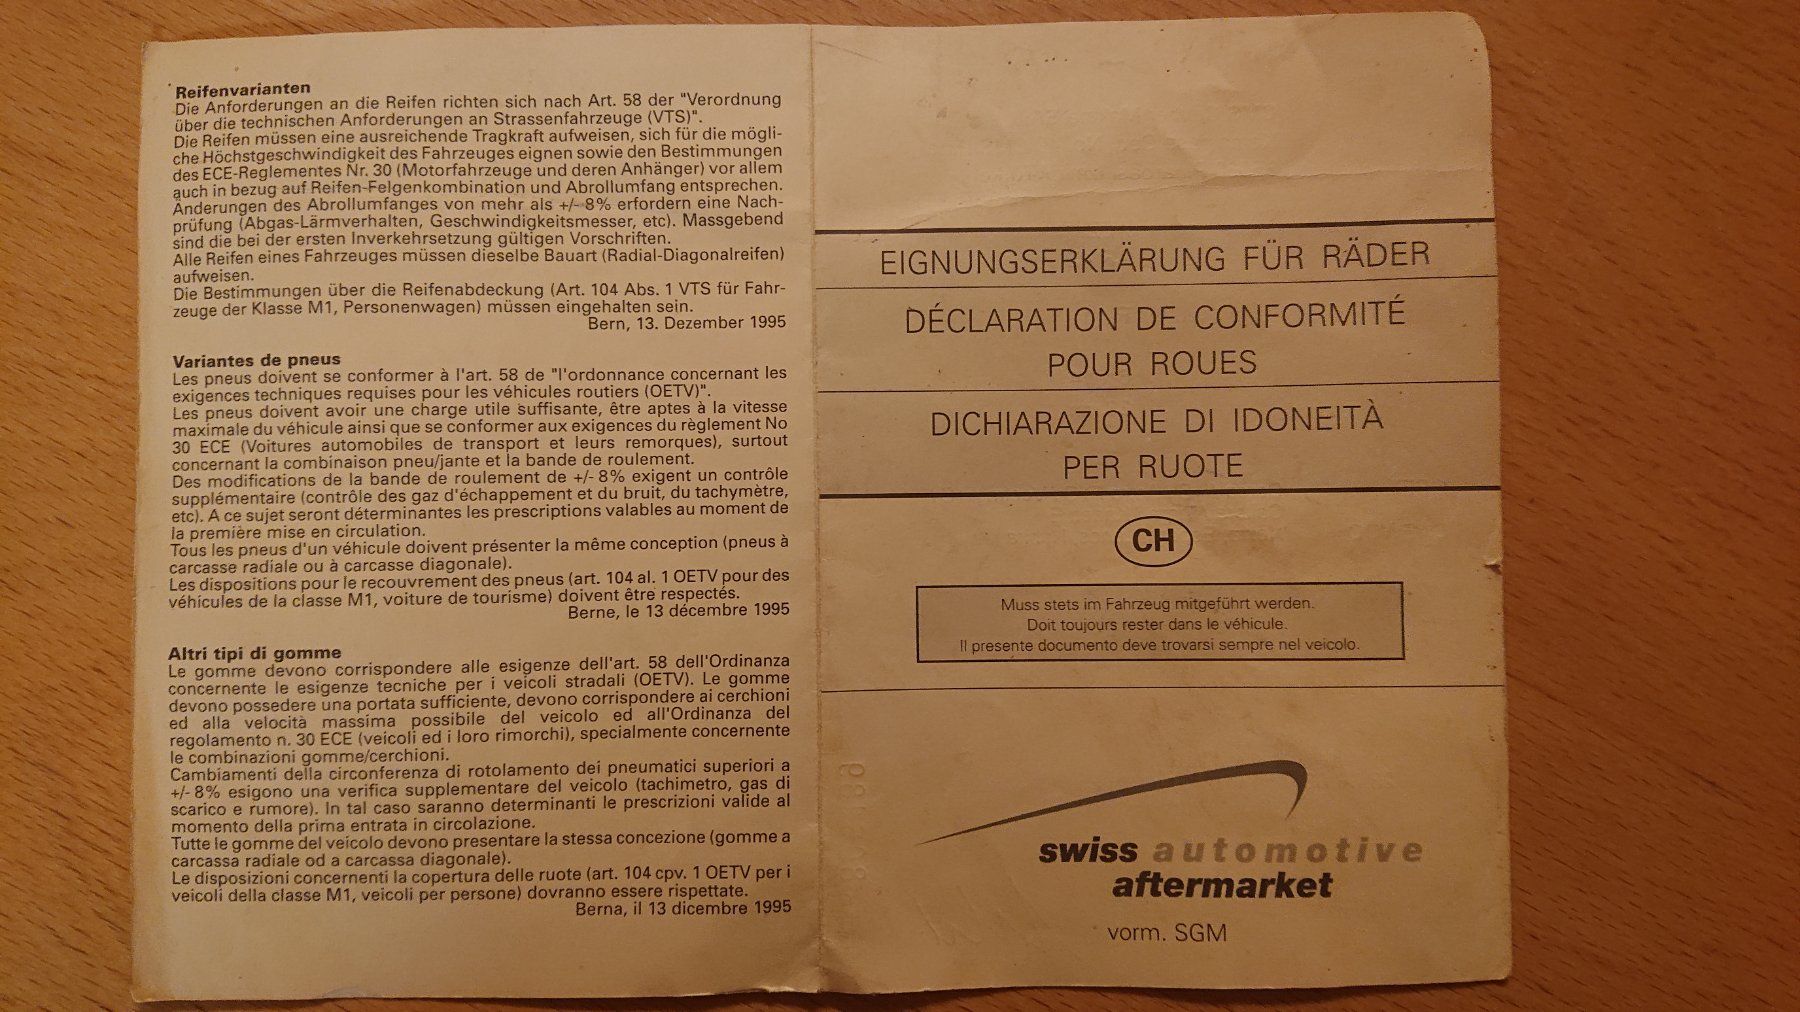 Reifenvarianten
Die Anforderungen an die Reifen richten sich nach Art. 58 der "Verordnung
über die technischen Anforderungen an Strassenfahrzeuge (VTS)".
Die Reifen müssen eine ausreichende Tragkraft aufweisen, sich für die mögli-
che Höchstgeschwindigkeit des Fahrzeuges eignen sowie den Bestimmungen
des ECE-Reglementes Nr. 30 (Motorfahrzeuge und deren Anhänger) vor allem
auch in bezug auf Reifen-Felgenkombination und Abrollumfang entsprechen.
Änderungen des Abrollumfanges von mehr als +/- 8% erfordern eine Nach-
prüfung (Abgas-Lärmverhalten, Geschwindigkeitsmesser, etc). Massgebend
sind die bei der ersten Inverkehrsetzung gültigen Vorschriften.
Alle Reifen eines Fahrzeuges müssen dieselbe Bauart (Radial-Diagonalreifen)
aufweisen.
Die Bestimmungen über die Reifenabdeckung (Art. 104 Abs. 1 VTS für Fahr-
zeuge der Klasse M1, Personenwagen) müssen eingehalten sein.
Bern, 13. Dezember 1995
Variantes de pneus
Les pneus doivent se conformer à l'art. 58 de "l'ordonnance concernant les
exigences techniques requises pour les véhicules routiers (OETV)".
Les pneus doivent avoir une charge utile suffisante, être aptes à la vitesse
maximale du véhicule ainsi que se conformer aux exigences du règlement No
30 ECE (Voitures automobiles de transport et leurs remorques), surtout
concernant la combinaison pneu/jante et la bande de roulement.
Des modifications de la bande de roulement de +/- 8% exigent un contrôle
supplémentaire (contrôle des gaz d'échappement et du bruit, du tachymètre,
etc). A ce sujet seront déterminantes les prescriptions valables au moment de
la première mise en circulation.
Tous les pneus d'un véhicule doivent présenter la même conception (pneus à
carcasse radiale ou à carcasse diagonale).
Les dispositions pour le recouvrement des pneus (art. 104 al. 1 OETV pour des
véhicules de la classe M1, voiture de tourisme) doivent être respectés.
Berne, le 13 décembre 1995
Altri tipi di gomme
Le gomme devono corrispondere alle esigenze dell'art. 58 dell'Ordinanza
concernente le esigenze tecniche per i veicoli stradali (OETV). Le gomme
devono possedere una portata sufficiente, devono corrispondere ai cerchioni
ed alla velocità massima possibile del veicolo ed all'Ordinanza del
regolamento n. 30 ECE (veicoli ed i loro rimorchi), specialmente concernente
le combinazioni gomme/cerchioni.
Cambiamenti della circonferenza di rotolamento dei pneumatici superiori a
+/- 8% esigono una verifica supplementare del veicolo (tachimetro, gas di
scarico e rumore). In tal caso saranno determinanti le prescrizioni valide al
momento della prima entrata in circolazione.
Tutte le gomme del veicolo devono presentare la stessa concezione (gomme a
carcassa radiale od a carcassa diagonale).
Le disposizioni concernenti la copertura delle ruote (art. 104 cpv. 1 OETV per i
veicoli della classe M1, veicoli per persone) dovranno essere rispettate.
Berna, il 13 dicembre 1995
EIGNUNGSERKLÄRUNG FÜR RÄDER
DÉCLARATION DE CONFORMITÉ
POUR ROUES
DICHIARAZIONE DI IDONEITÀ
PER RUOTE
CH
Muss stets im Fahrzeug mitgeführt werden.
Doit toujours rester dans le véhicule.
Il presente documento deve trovarsi sempre nel veicolo.
swiss automotive
aftermarket
vorm. SGM